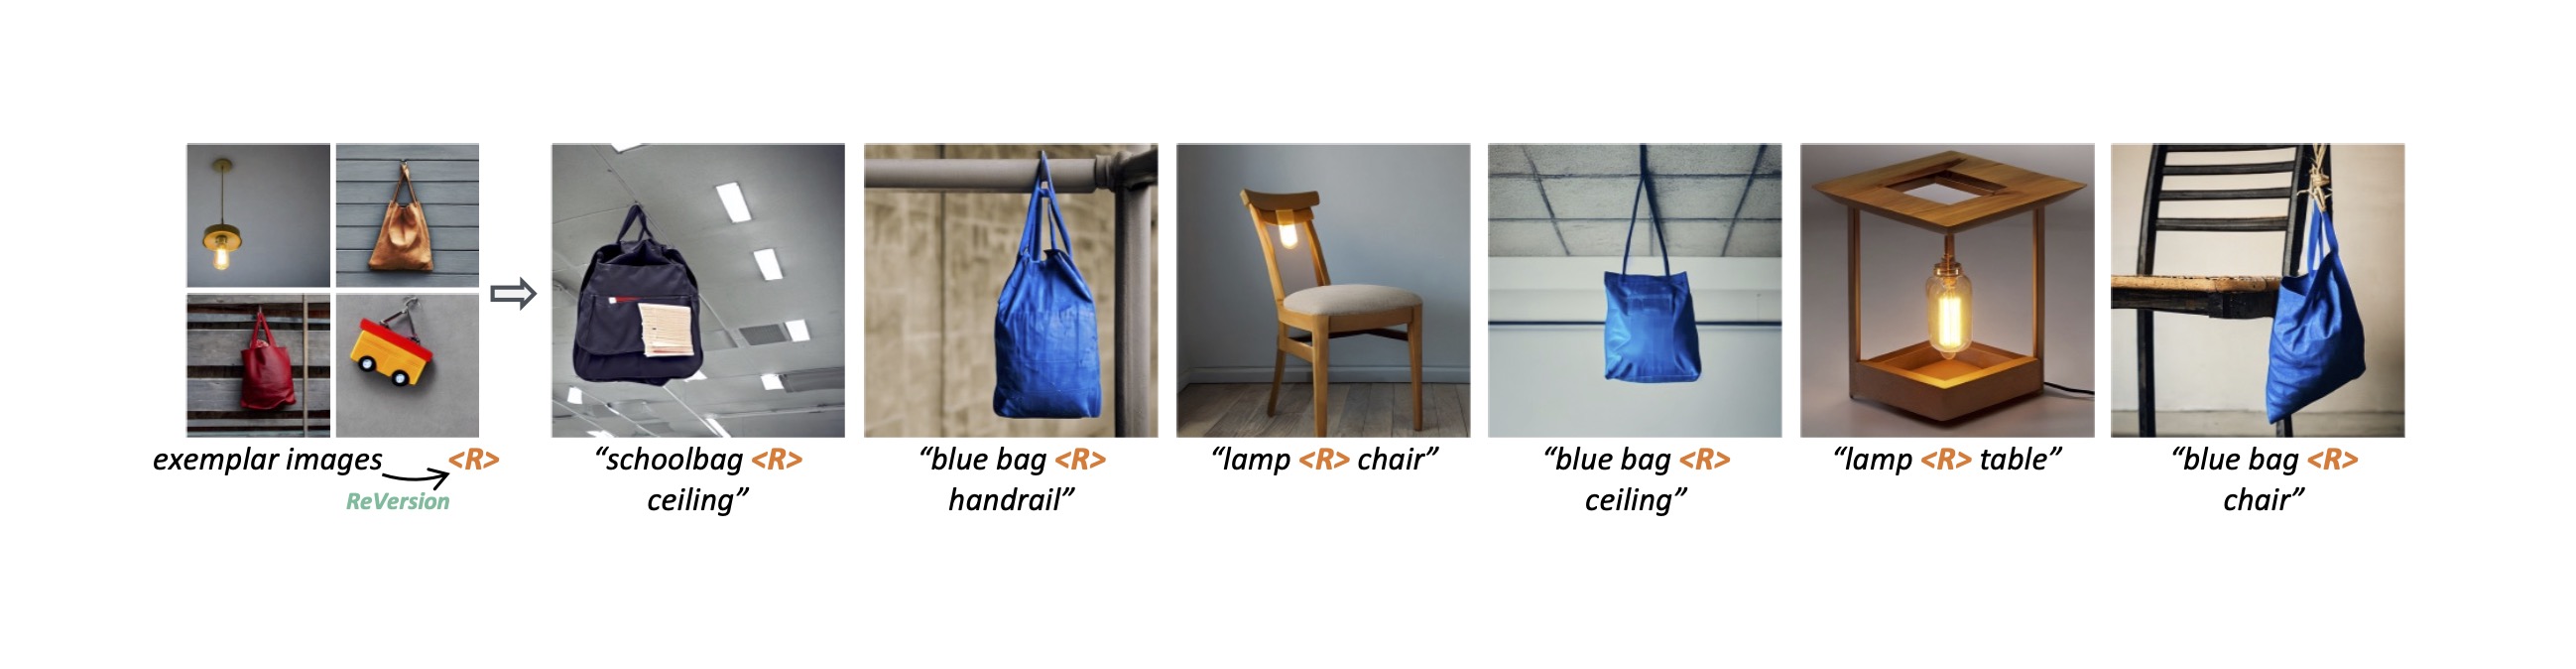 exemplar images <R>
ReVersion
“schoolbag <R>
ceiling”
“blue bag <R>
handrail”
“lamp <R> chair”
“blue bag <R>
ceiling”
“lamp <R> table”
“blue bag <R>
chair”